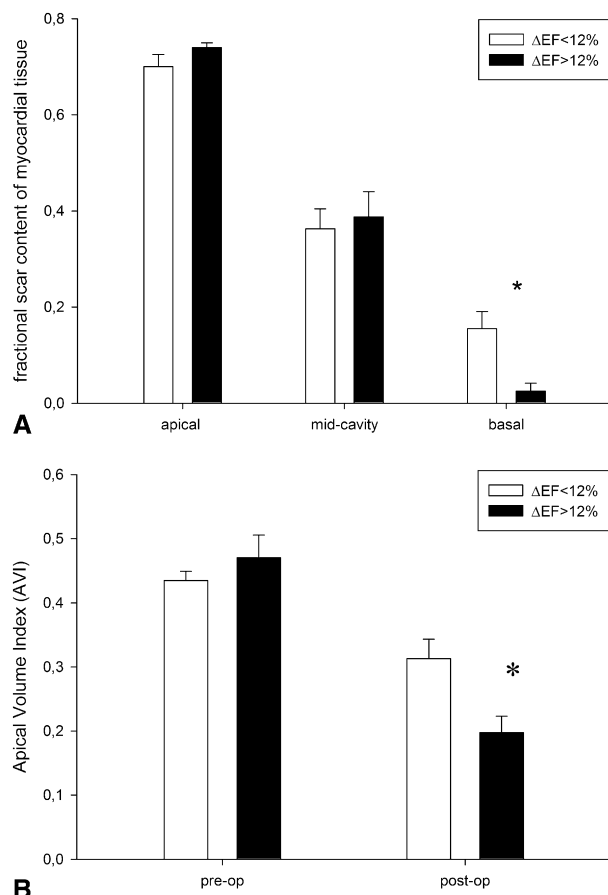 fractional scar content of myocardial tissue
0,8
0,6
0,4
0,2
0,0
ΔEF<12%
ΔEF>12%
*
apical
mid-cavity
basal
A
Apical Volume Index (AVI)
0,6
0,5
0,4
0,3
0,2
0,1
0,0
ΔEF<12%
ΔEF>12%
*
pre-op
post-op
B